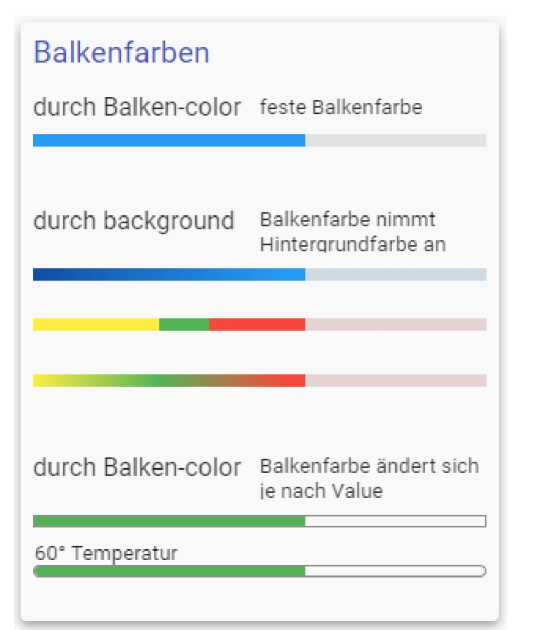 Balkenfarben
durch Balken-color feste Balkenfarbe
durch background Balkenfarbe nimmt
Hintergrundfarbe an
durch Balken-color Balkenfarbe ändert sich
je nach Value
60° Temperatur